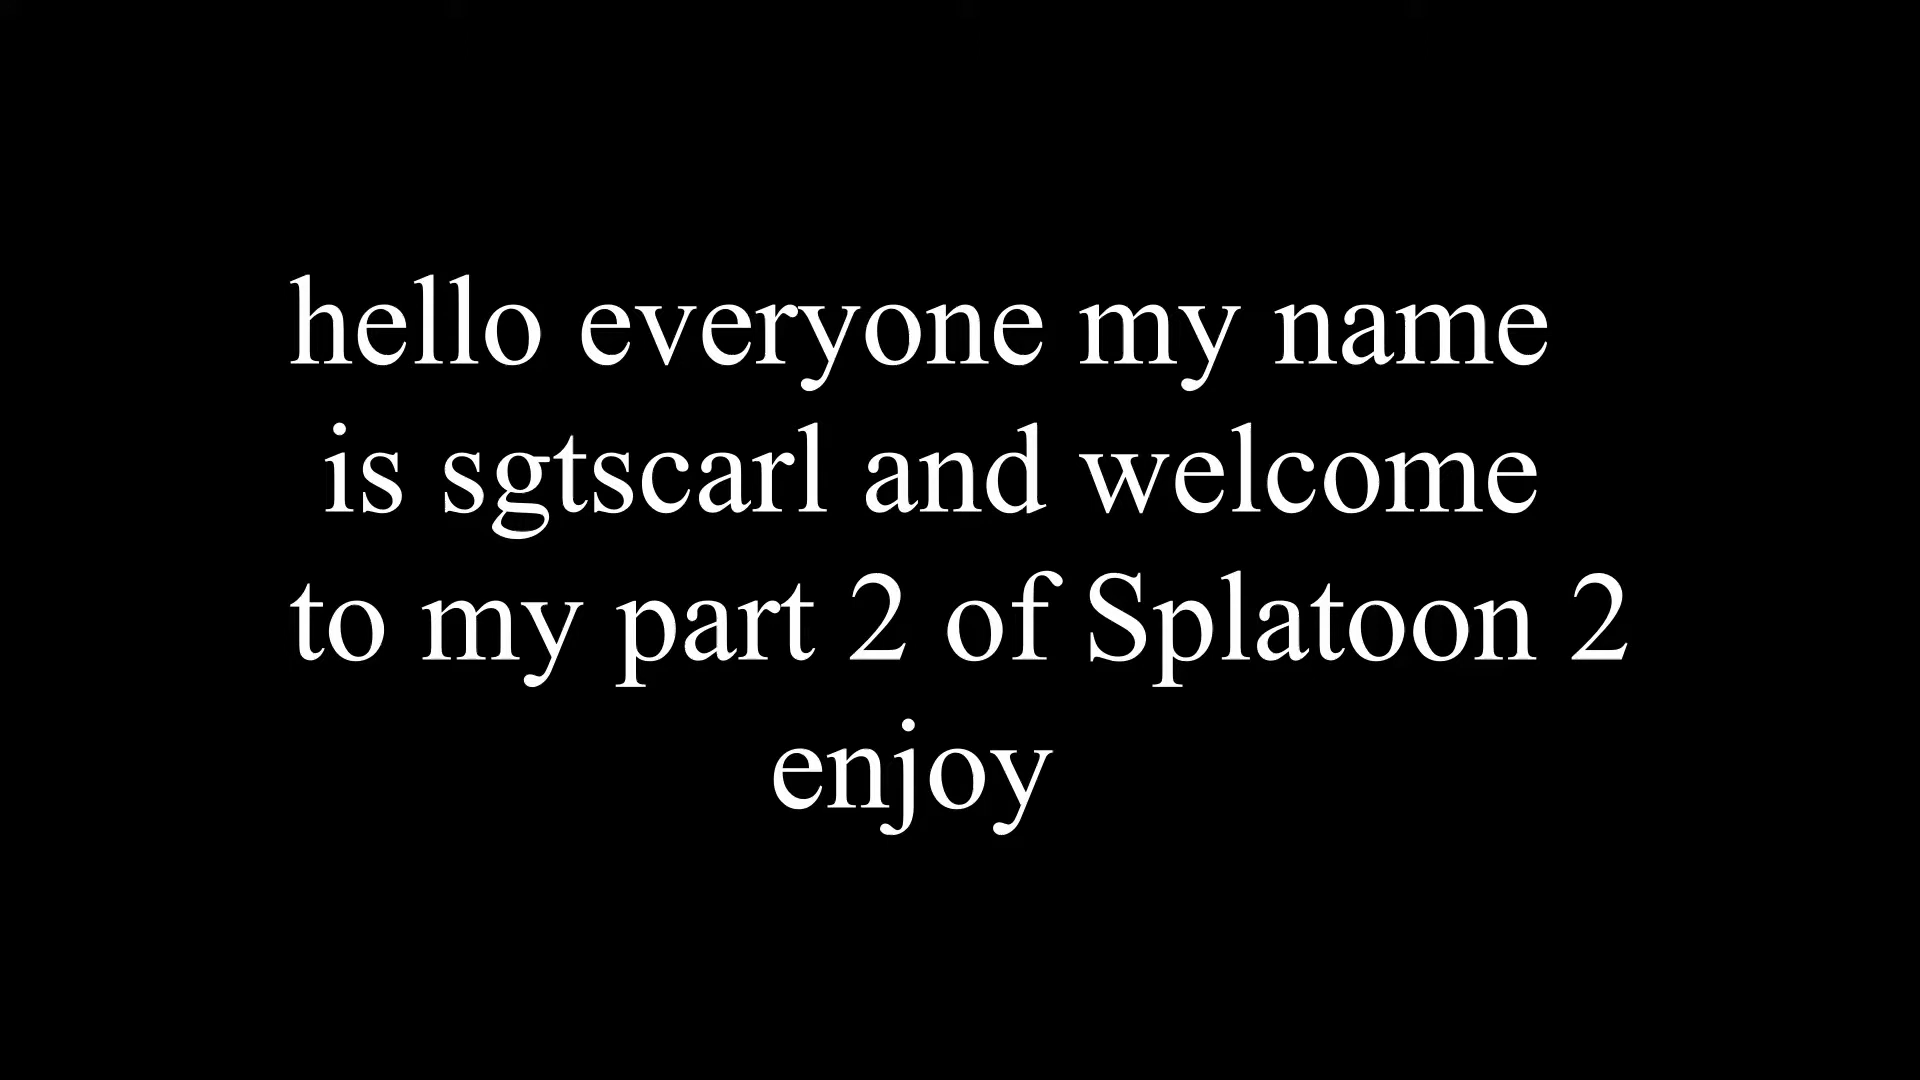 hello everyone my name
is sgtscarl and welcome
to my part 2 of Splatoon 2
enjoy